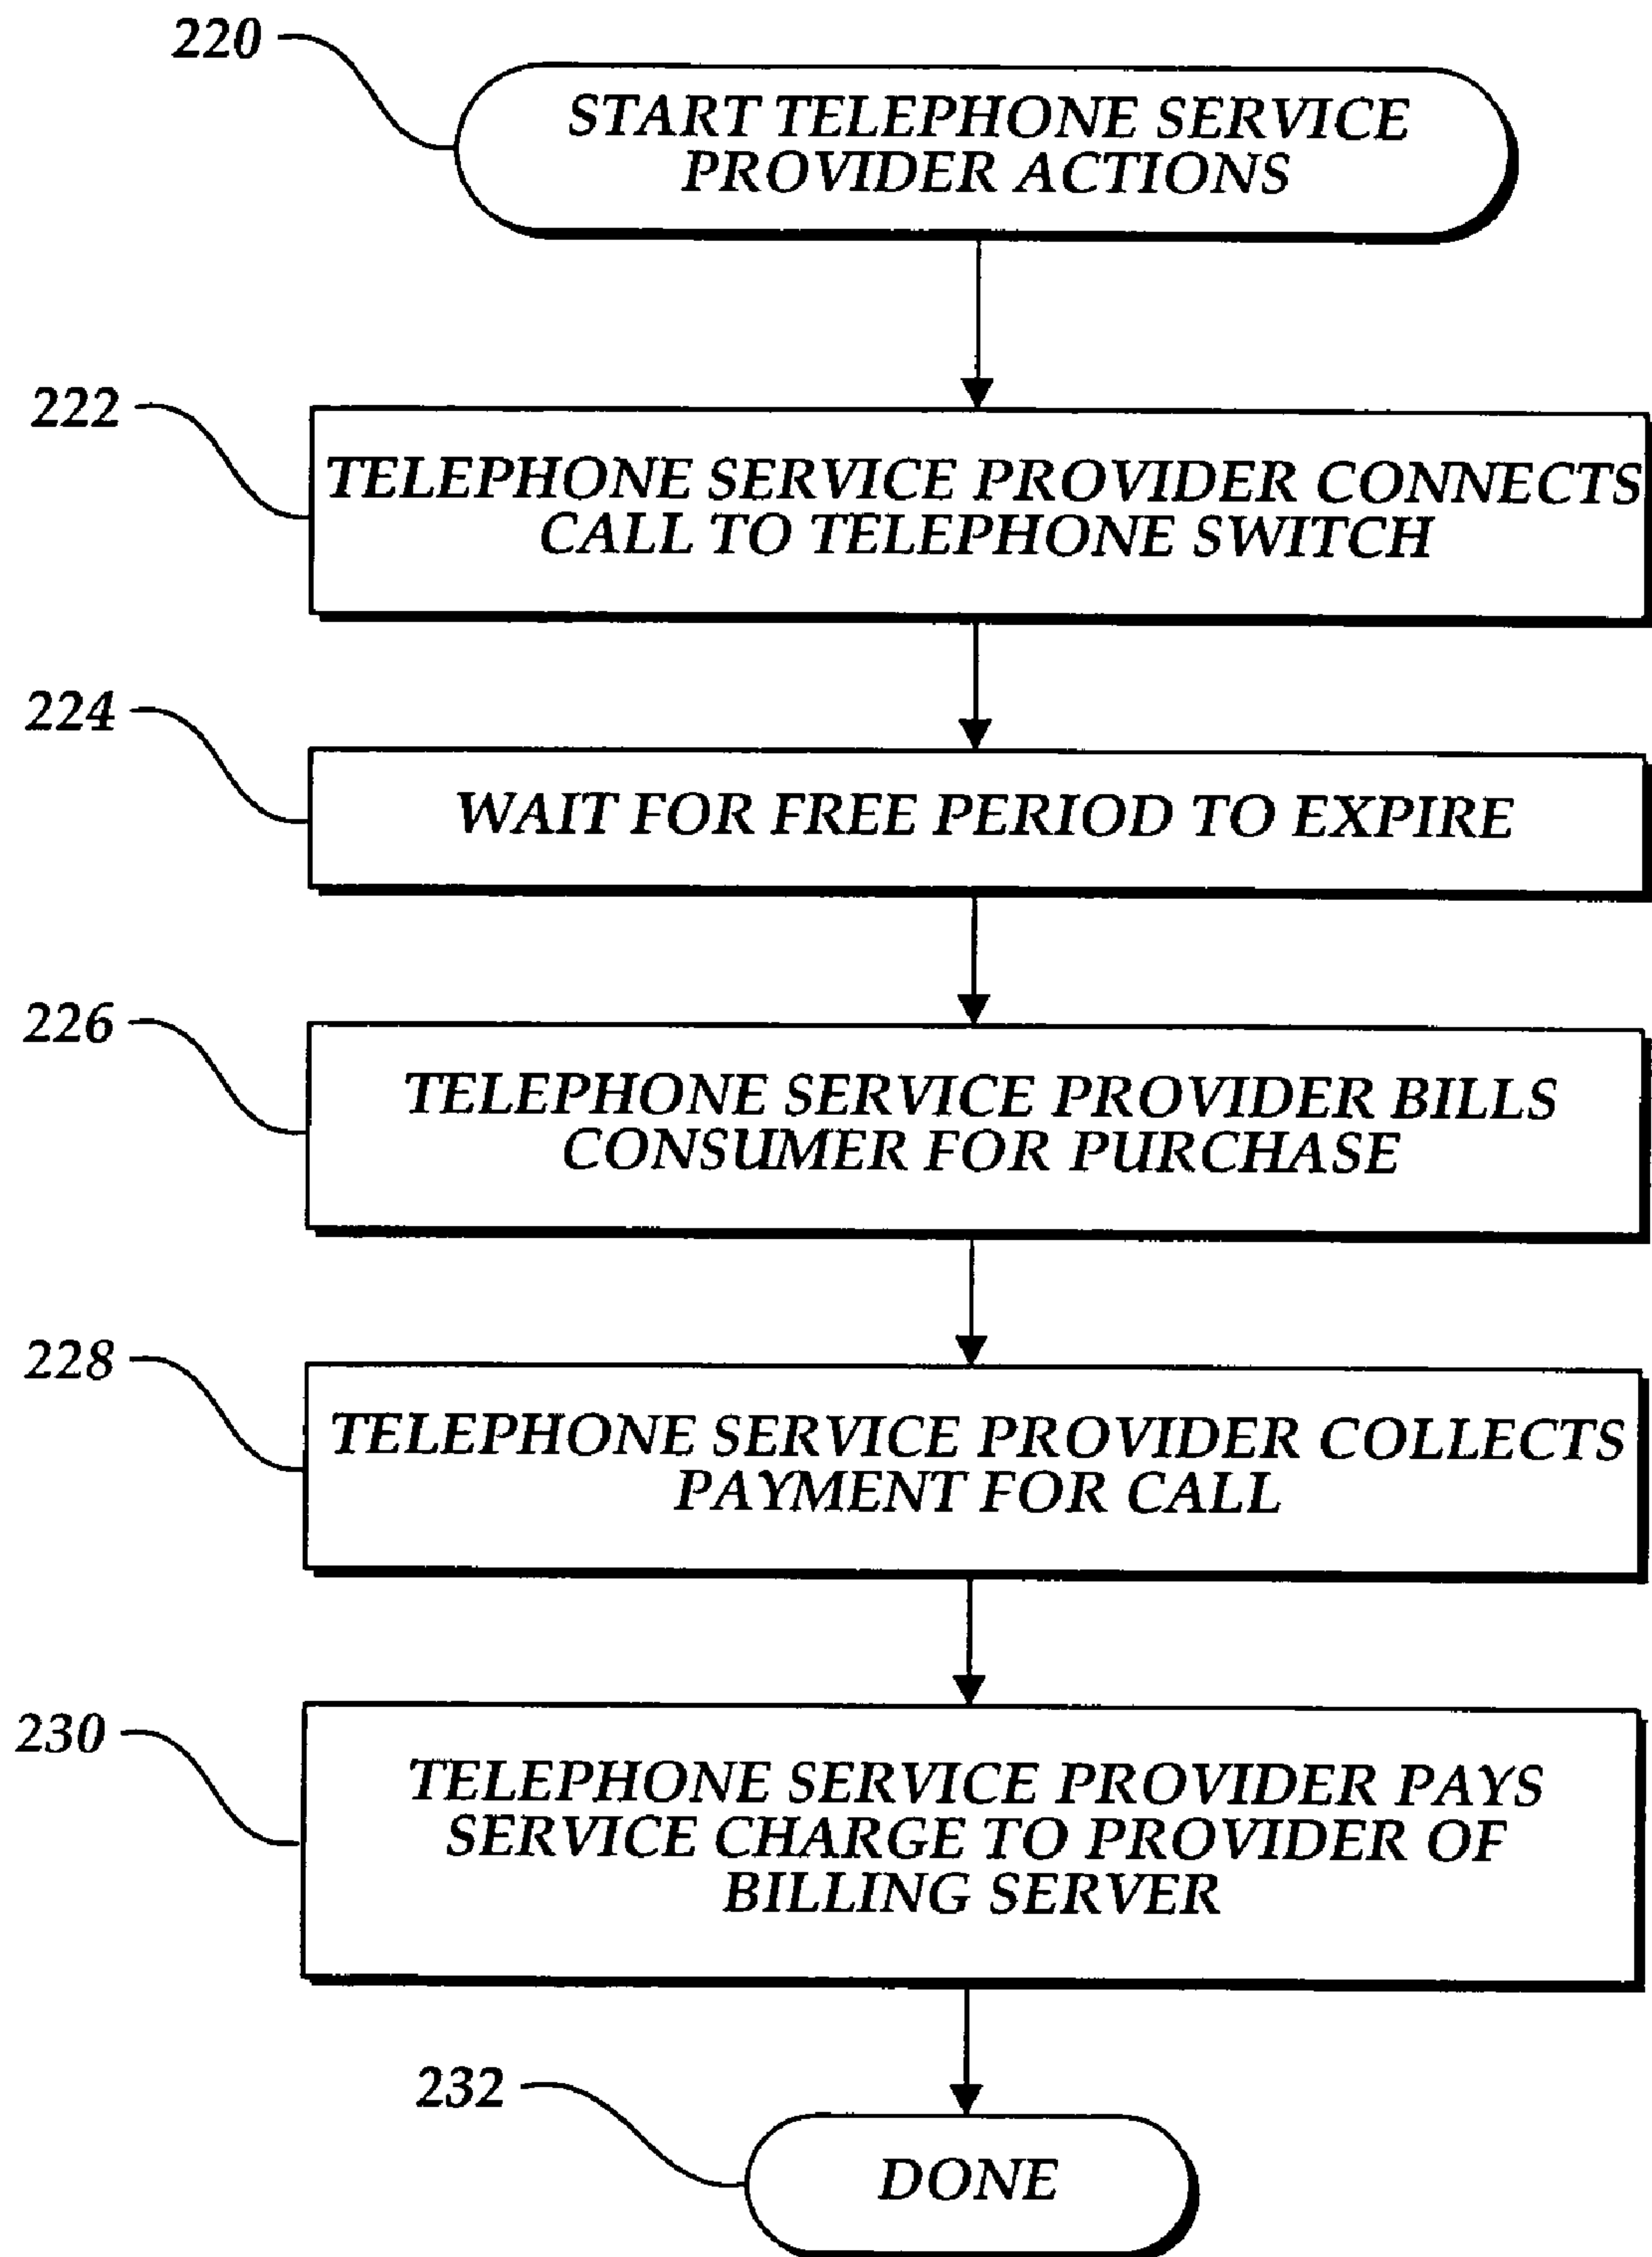 220
START TELEPHONE SERVICE
PROVIDER ACTIONS
222
TELEPHONE SERVICE PROVIDER CONNECTS
CALL TO TELEPHONE SWITCH
224
WAIT FOR FREE PERIOD TO EXPIRE
226
TELEPHONE SERVICE PROVIDER BILLS
CONSUMER FOR PURCHASE
228
TELEPHONE SERVICE PROVIDER COLLECTS
PAYMENT FOR CALL
230
TELEPHONE SERVICE PROVIDER PAYS
SERVICE CHARGE TO PROVIDER OF
BILLING SERVER
232
DONE